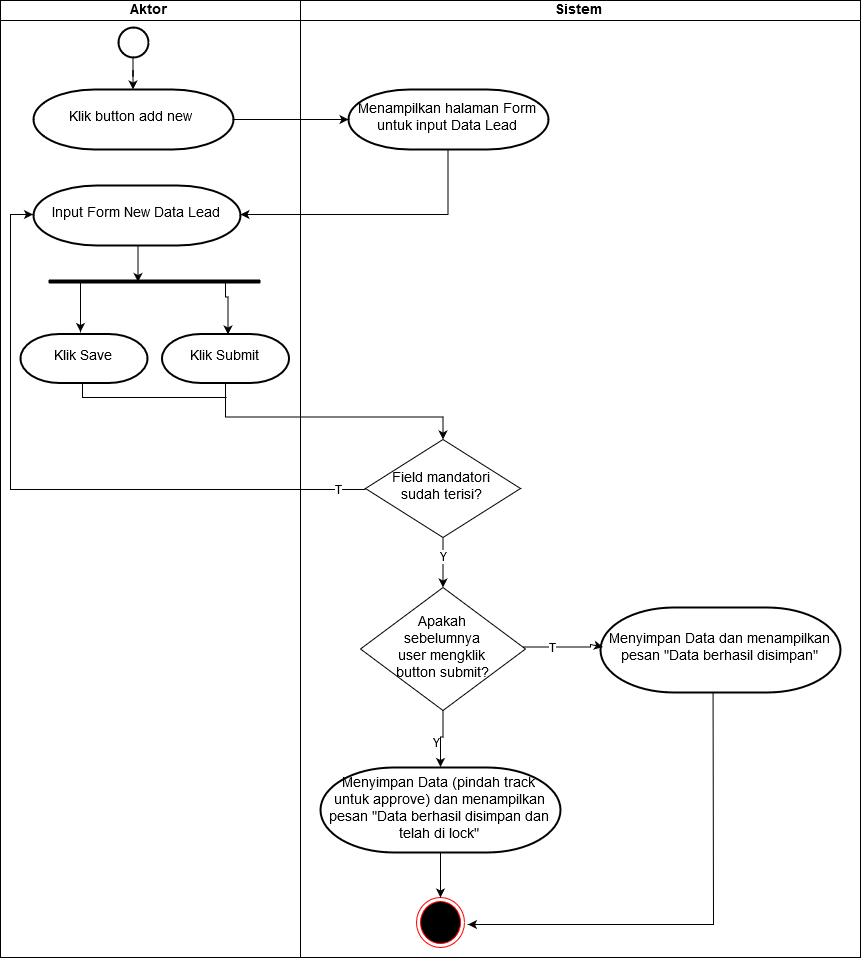 Aktor
Sistem
Klik button add new
Menampilkan halaman Form
untuk input Data Lead
Input Form New Data Lead
Klik Save
Klik Submit
Field mandatori
sudah terisi?
T
Y
Apakah
sebelumnya
user mengklik
button submit?
T
Menyimpan Data dan menampilkan
pesan "Data berhasil disimpan"
Y
Menyimpan Data (pindah track
untuk approve) dan menampilkan
pesan "Data berhasil disimpan dan
telah di lock"